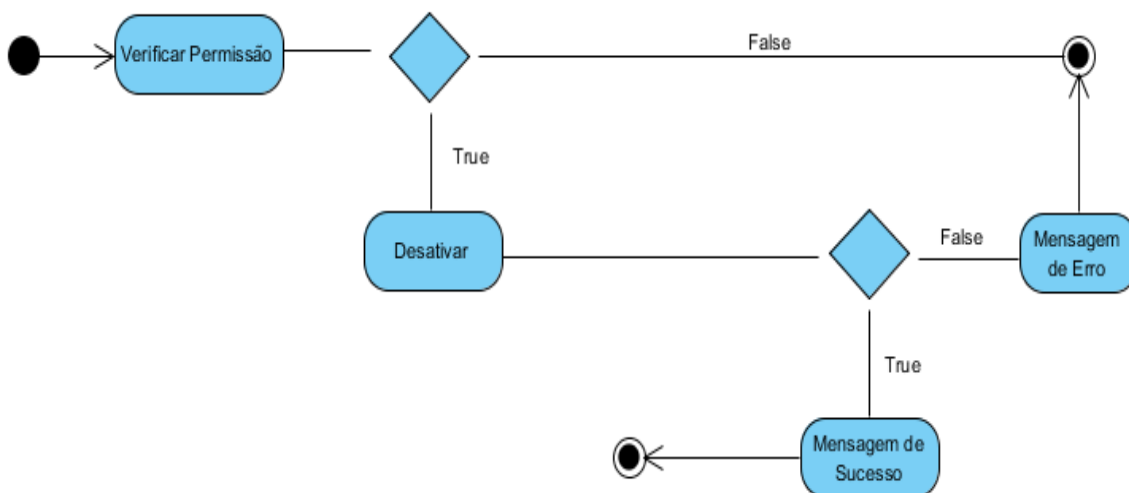 Verificar Permissão
False
True
Desativar
False
Mensagem
de Erro
True
Mensagem de
Sucesso